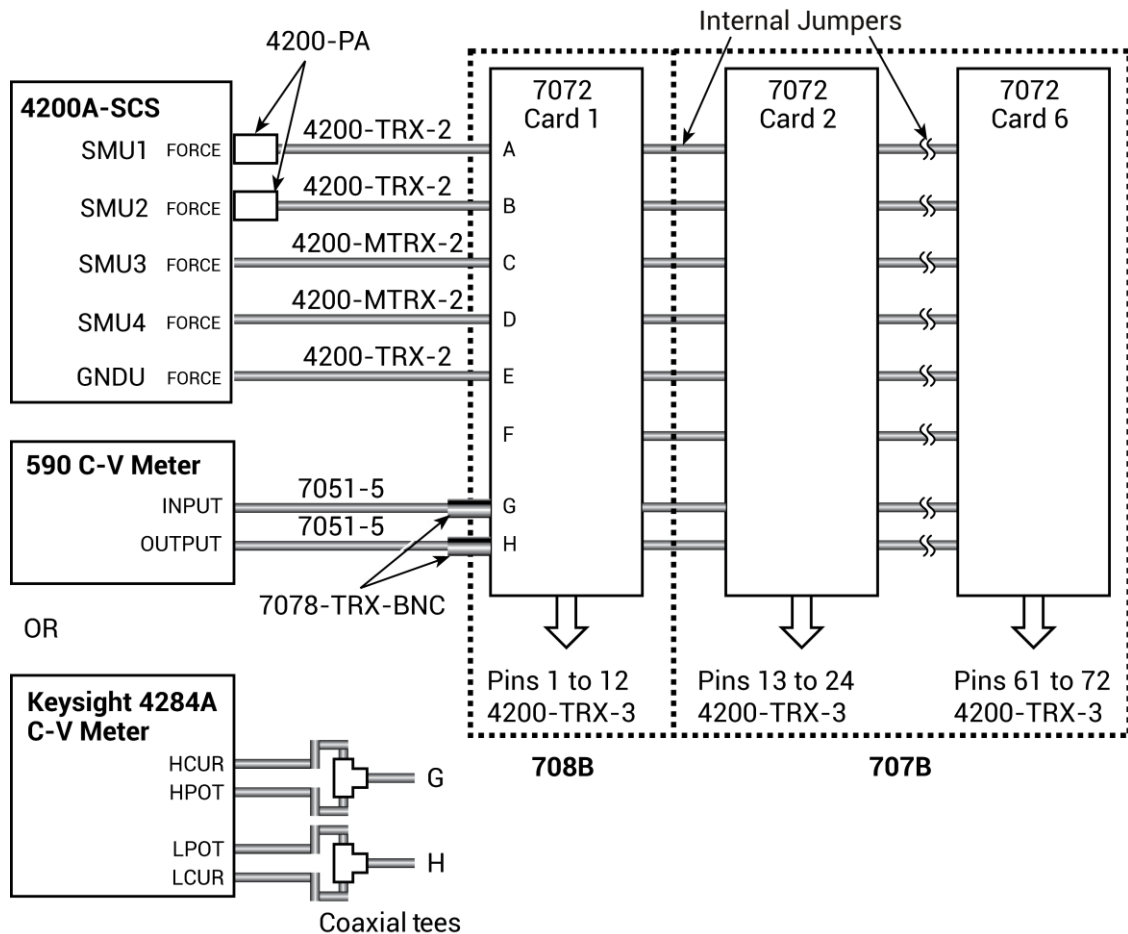 Internal Jumpers
4200-PA
4200A-SCS
SMU1 FORCE
4200-TRX-2
SMU2 FORCE
4200-TRX-2
SMU3 FORCE
4200-MTRX-2
SMU4 FORCE
4200-MTRX-2
GNDU FORCE
4200-TRX-2
7072
Card 1
A
B
C
D
E
F
G
H
7072
Card 2
7072
Card 6
590 C-V Meter
INPUT
7051-5
OUTPUT
7051-5
7078-TRX-BNC
OR
Pins 1 to 12
4200-TRX-3
Pins 13 to 24
4200-TRX-3
Pins 61 to 72
4200-TRX-3
708B
707B
Keysight 4284A
C-V Meter
HCUR
HPOT
G
LPOT
LCUR
H
Coaxial tees